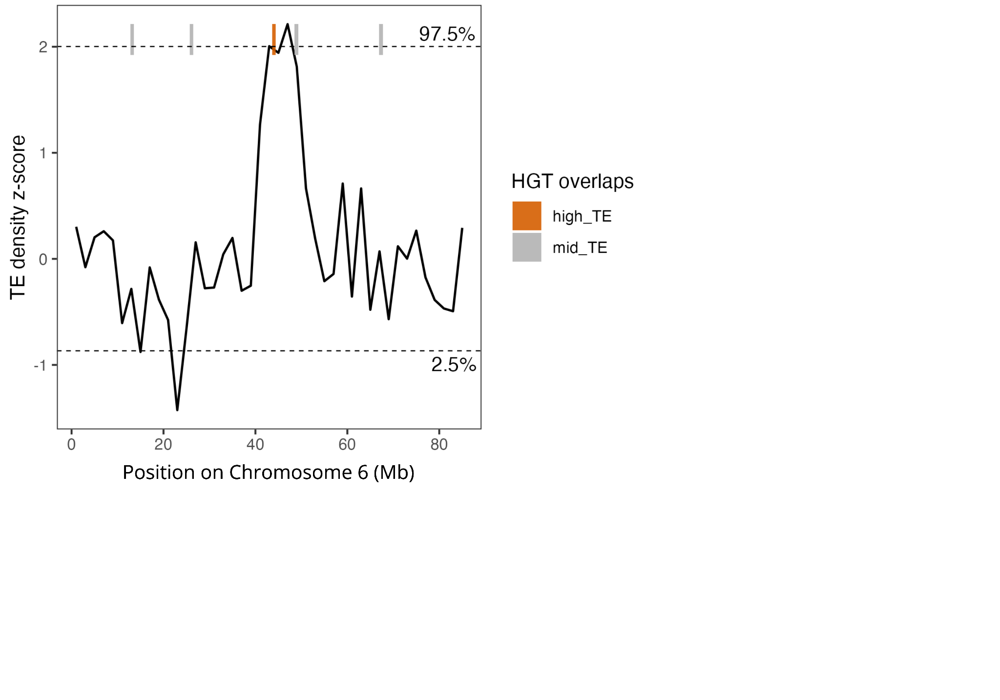 97.5%
2
1
0
-1
TE density z-score
2.5%
0 20 40 60 80
Position on Chromosome 6 (Mb)
HGT overlaps
high_TE
mid_TE